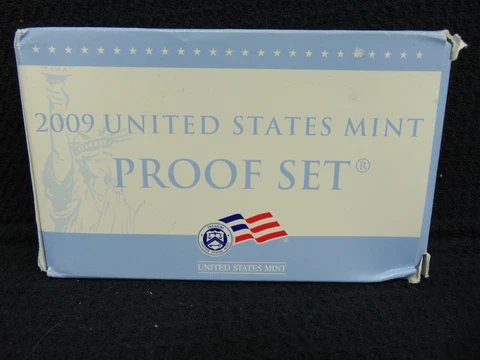 2009 UNITED STATES MINT
PROOF SET®
UNITED STATES MINT